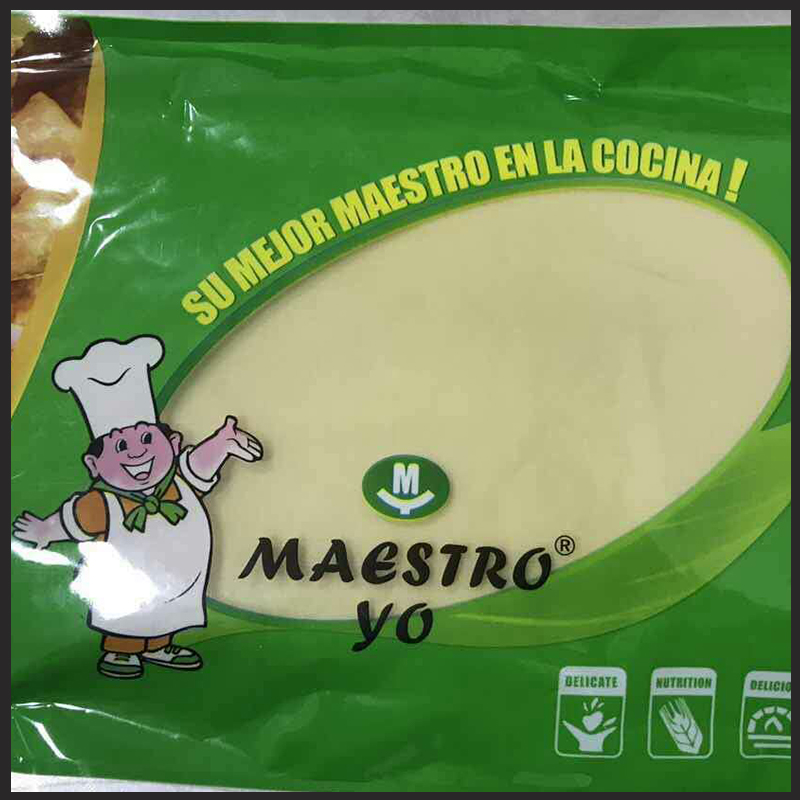 SU MEJOR MAESTRO EN LA COCINA!
M
MAESTRO®
YO
DELICATE
NUTRITION